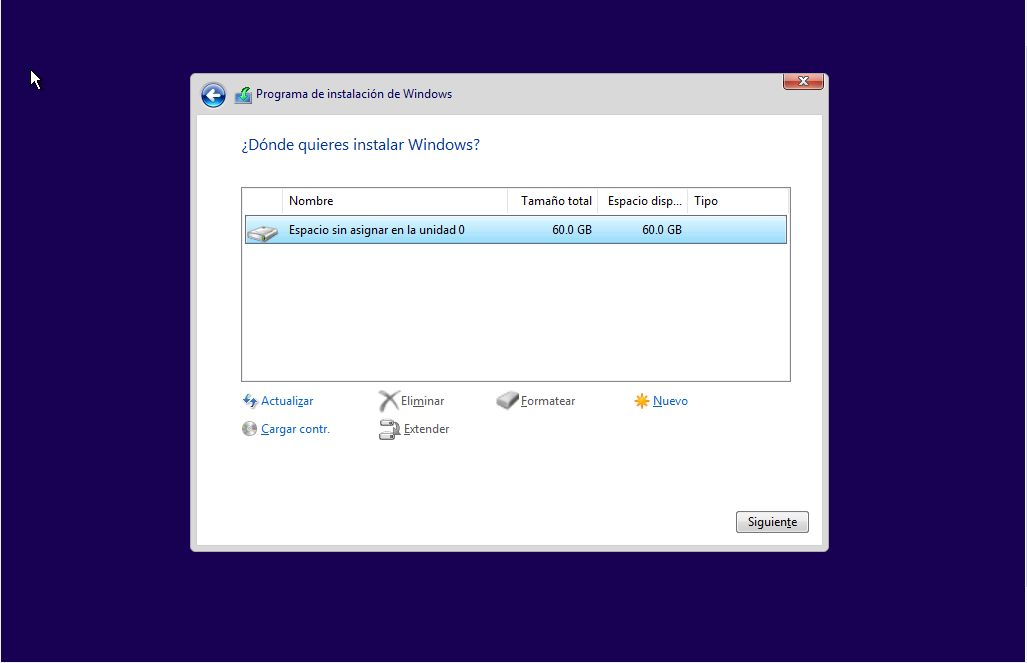 Programa de instalación de Windows
¿Dónde quieres instalar Windows?
Nombre Tamaño total Espacio disp... Tipo
Espacio sin asignar en la unidad 0 60.0 GB 60.0 GB
Actualizar Eliminar Formatear Nuevo
Cargar contr. Extender
Siguiente